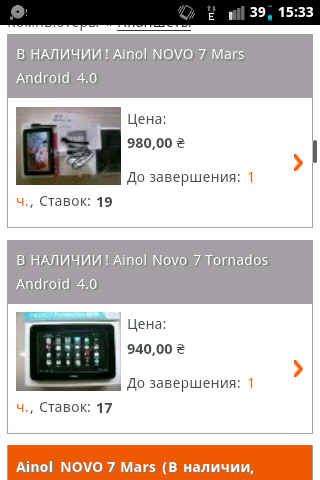 E 39 15:33
Компьютеры » Планшеты
В НАЛИЧИИ! Ainol NOVO 7 Mars
Android 4.0
Цена:
980,00 ₴
До завершения: 1
ч., Ставок: 19
В НАЛИЧИИ! Ainol Novo 7 Tornados
Android 4.0
Цена:
940,00 ₴
До завершения: 1
ч., Ставок: 17
Ainol NOVO 7 Mars (В наличии,